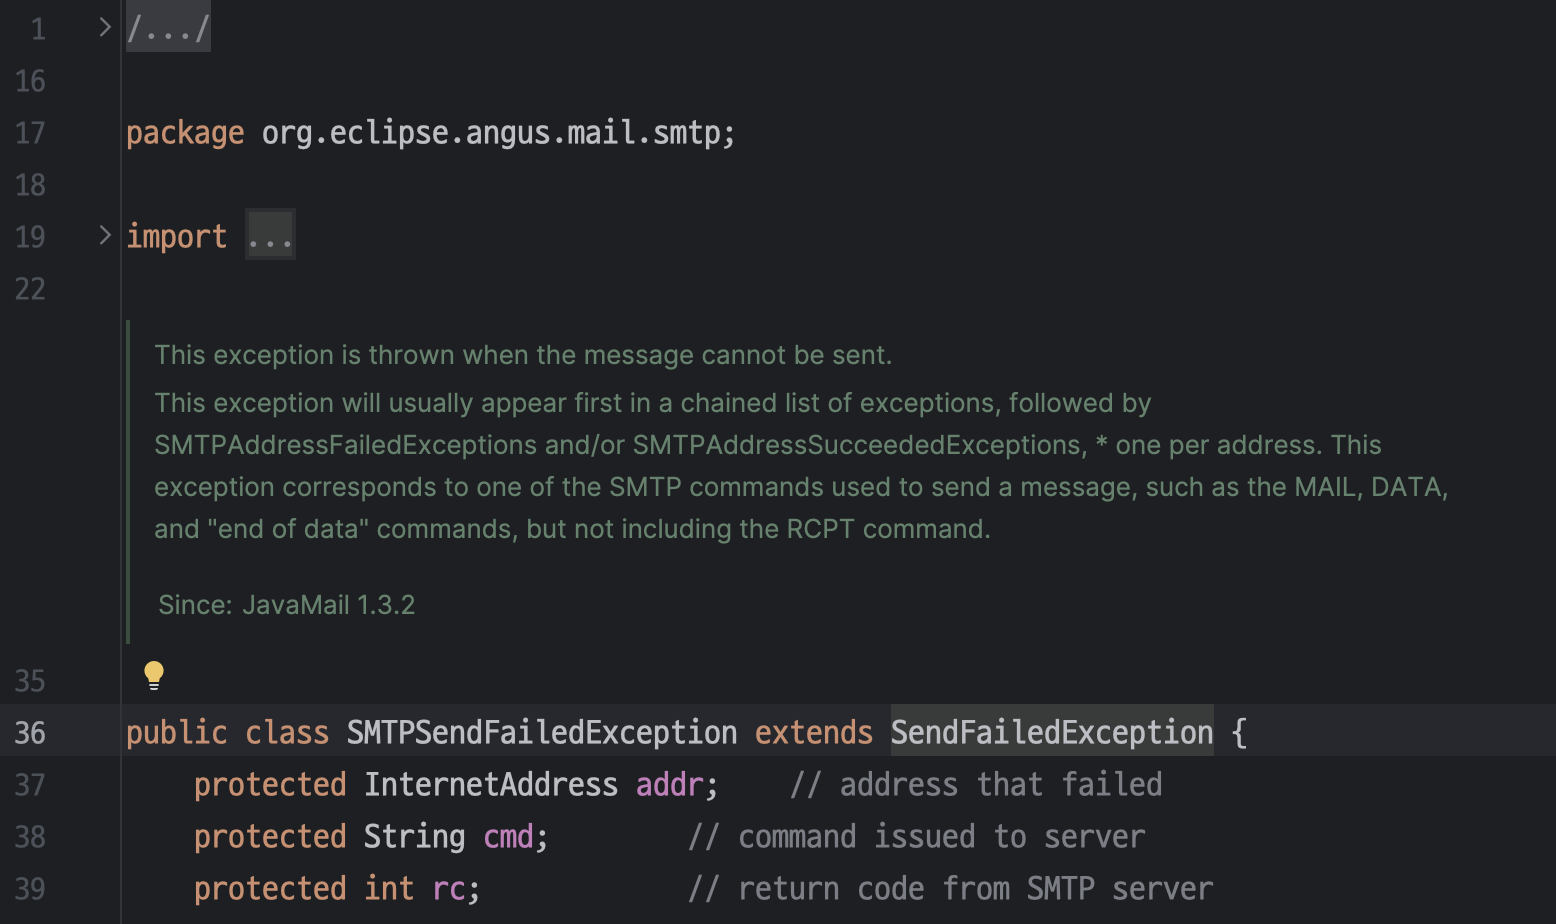 1 /.../
16
17 package org.eclipse.angus.mail.smtp;
18
19 import ...
22
This exception is thrown when the message cannot be sent.
This exception will usually appear first in a chained list of exceptions, followed by
SMTPAddressFailedExceptions and/or SMTPAddressSucceededExceptions, * one per address. This
exception corresponds to one of the SMTP commands used to send a message, such as the MAIL, DATA,
and "end of data" commands, but not including the RCPT command.
Since: JavaMail 1.3.2
35
36 public class SMTPSendFailedException extends SendFailedException {
37     protected InternetAddress addr;    // address that failed
38     protected String cmd;        // command issued to server
39     protected int rc;            // return code from SMTP server